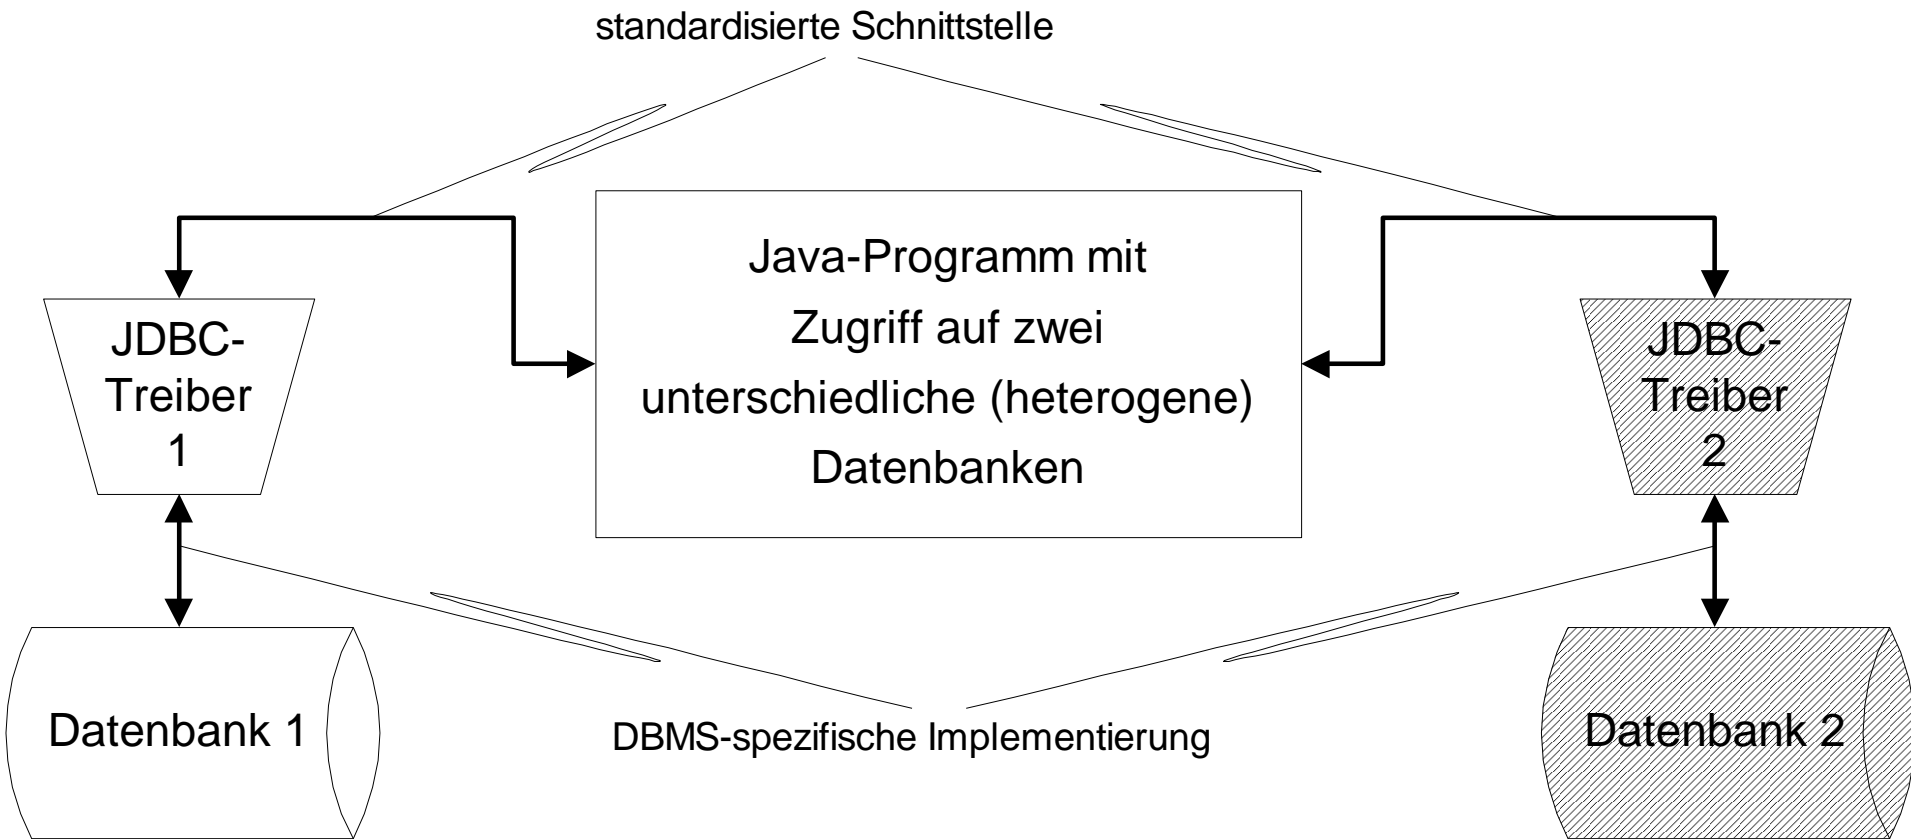 standardisierte Schnittstelle
Java-Programm mit
Zugriff auf zwei
unterschiedliche (heterogene)
Datenbanken
JDBC-
Treiber
1
JDBC-
Treiber
2
Datenbank 1
DBMS-spezifische Implementierung
Datenbank 2